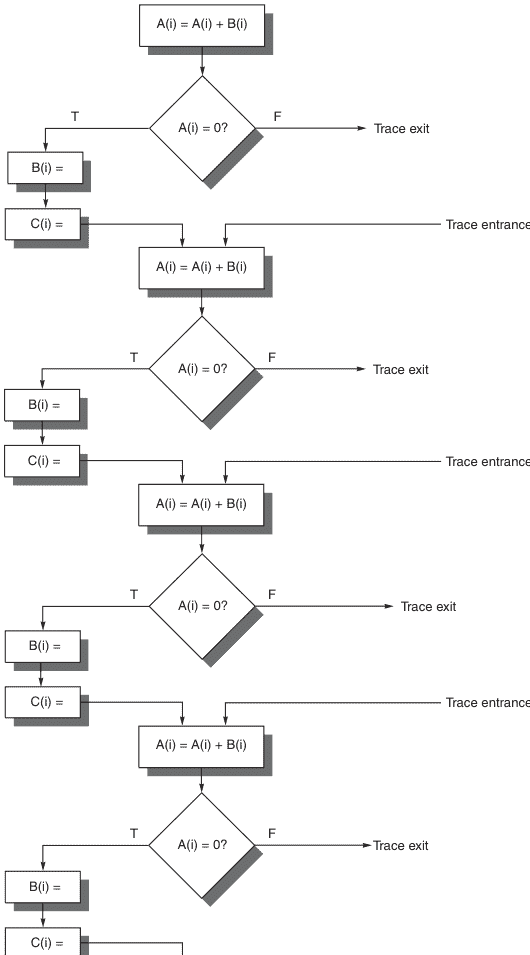 A(i) = A(i) + B(i)
T
F
A(i) = 0?
Trace exit
B(i) =
C(i) =
Trace entrance
A(i) = A(i) + B(i)
T
F
A(i) = 0?
Trace exit
B(i) =
C(i) =
Trace entrance
A(i) = A(i) + B(i)
T
F
A(i) = 0?
Trace exit
B(i) =
C(i) =
Trace entrance
A(i) = A(i) + B(i)
T
F
A(i) = 0?
Trace exit
B(i) =
C(i) =